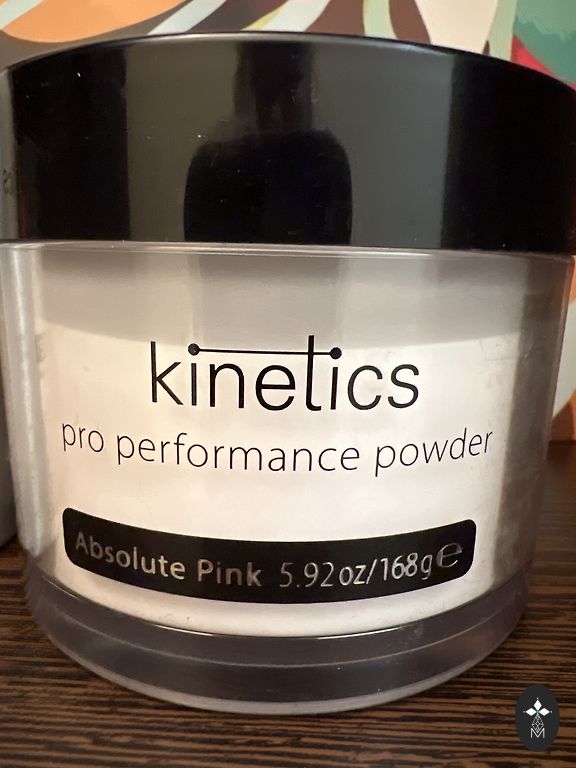 kinetics
pro performance powder
Absolute Pink 5.92oz/168g℮
M